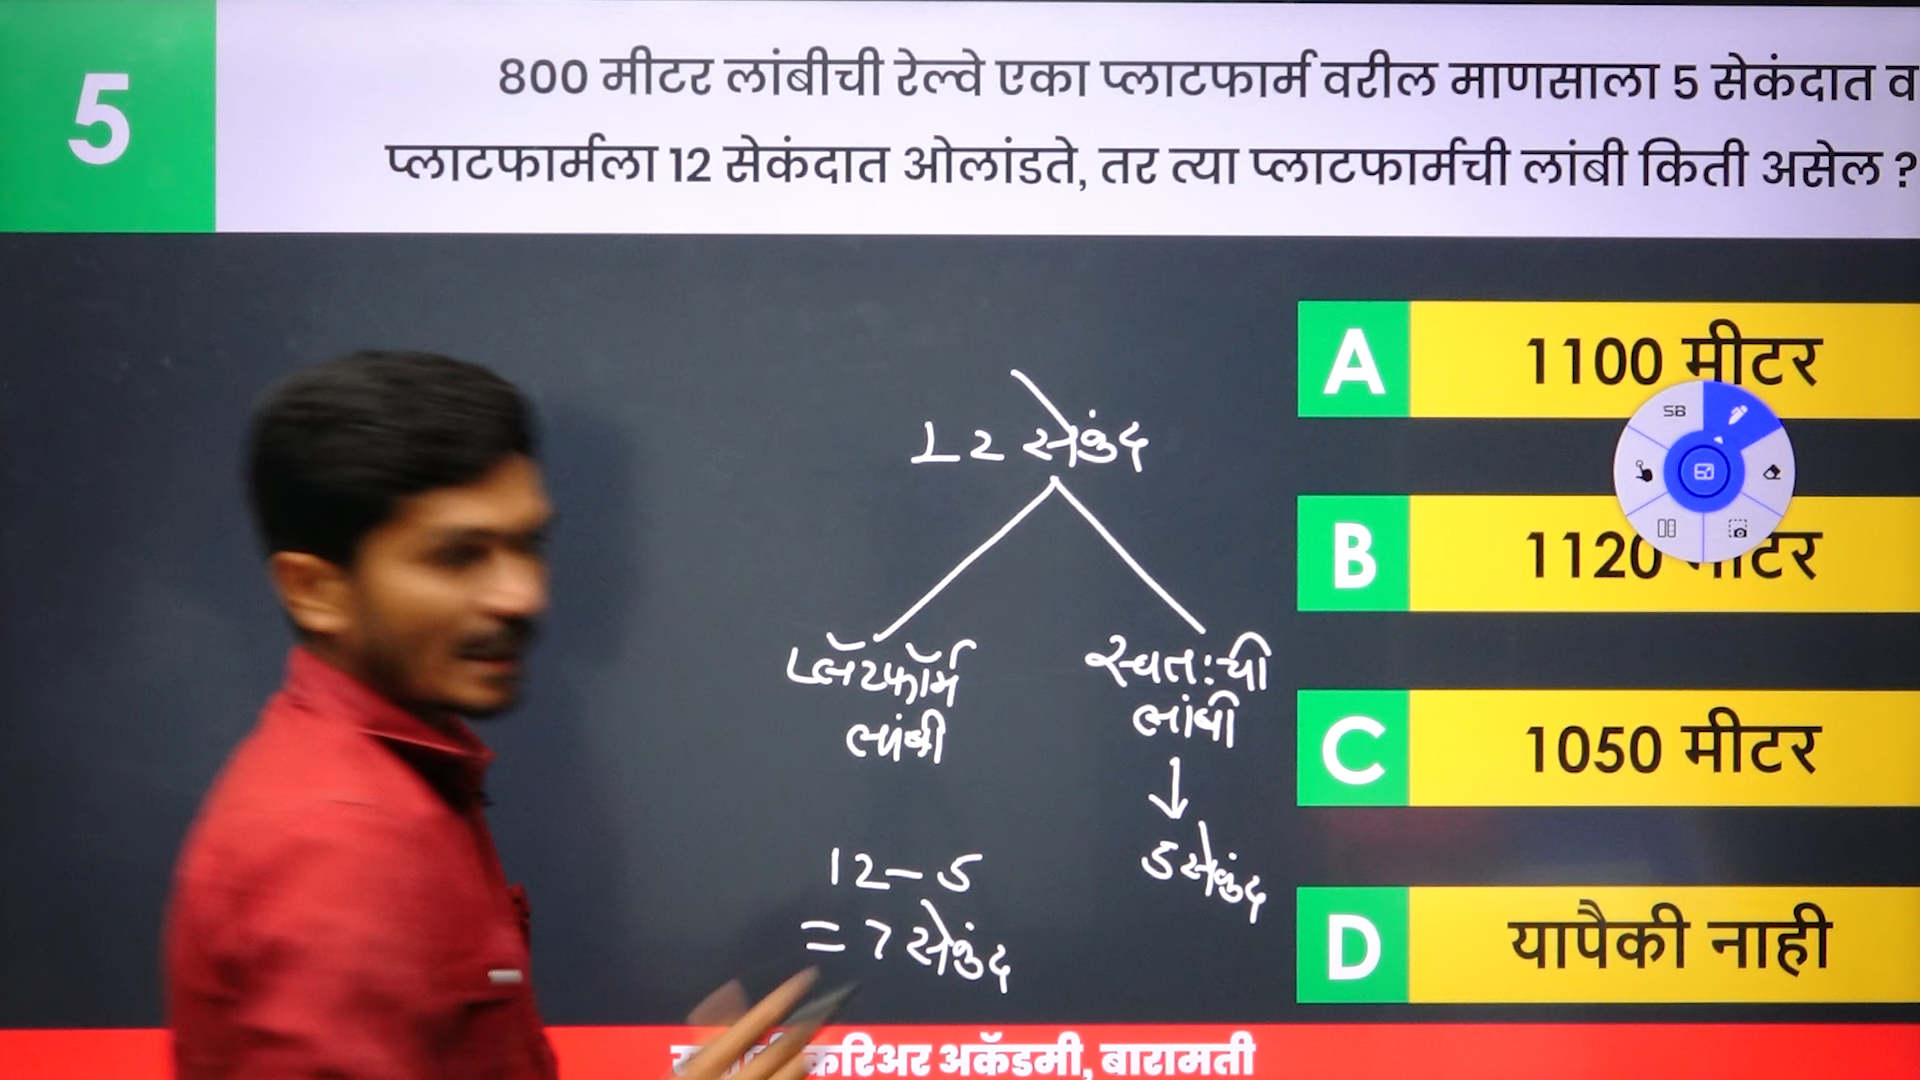 5
800 मीटर लांबीची रेल्वे एका प्लाटफार्म वरील माणसाला 5 सेकंदात व
प्लाटफार्मला 12 सेकंदात ओलांडते, तर त्या प्लाटफार्मची लांबी किती असेल ?
12 सेकंद
प्लॅटफॉर्म
लांबी
स्वतःची
लांबी
5 सेकंद
12 - 5
= 7 सेकंद
A 1100 मीटर
SB
B 1120
C 1050 मीटर
D यापैकी नाही
करिअर अकॅडमी, बारामती